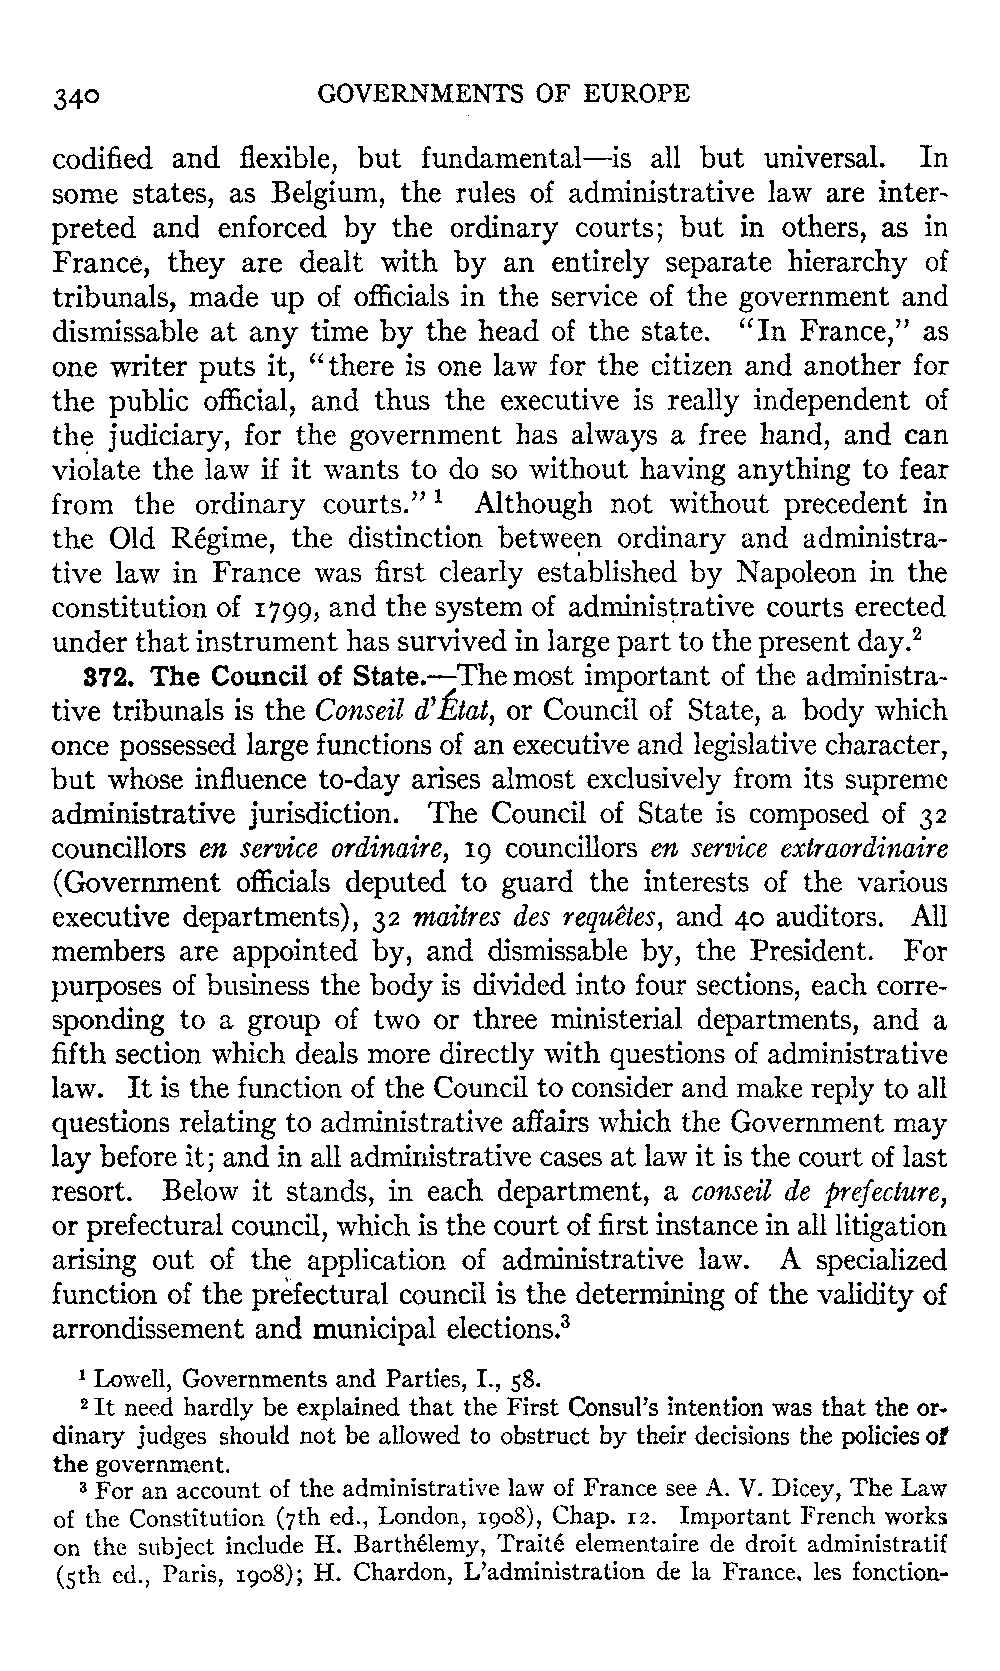 340 GOVERNMENTS OF EUROPE
codified and flexible, but fundamental—is all but universal. In
some states, as Belgium, the rules of administrative law are inter-
preted and enforced by the ordinary courts; but in others, as in
France, they are dealt with by an entirely separate hierarchy of
tribunals, made up of officials in the service of the government and
dismissable at any time by the head of the state. "In France," as
one writer puts it, "there is one law for the citizen and another for
the public official, and thus the executive is really independent of
the judiciary, for the government has always a free hand, and can
violate the law if it wants to do so without having anything to fear
from the ordinary courts." ¹ Although not without precedent in
the Old Régime, the distinction between ordinary and administra-
tive law in France was first clearly established by Napoleon in the
constitution of 1799, and the system of administrative courts erected
under that instrument has survived in large part to the present day.²
372. The Council of State.—The most important of the administra-
tive tribunals is the Conseil d'État, or Council of State, a body which
once possessed large functions of an executive and legislative character,
but whose influence to-day arises almost exclusively from its supreme
administrative jurisdiction. The Council of State is composed of 32
councillors en service ordinaire, 19 councillors en service extraordinaire
(Government officials deputed to guard the interests of the various
executive departments), 32 maitres des requêtes, and 40 auditors. All
members are appointed by, and dismissable by, the President. For
purposes of business the body is divided into four sections, each corre-
sponding to a group of two or three ministerial departments, and a
fifth section which deals more directly with questions of administrative
law. It is the function of the Council to consider and make reply to all
questions relating to administrative affairs which the Government may
lay before it; and in all administrative cases at law it is the court of last
resort. Below it stands, in each department, a conseil de prefecture,
or prefectural council, which is the court of first instance in all litigation
arising out of the application of administrative law. A specialized
function of the prefectural council is the determining of the validity of
arrondissement and municipal elections.³
¹ Lowell, Governments and Parties, I., 58.
² It need hardly be explained that the First Consul's intention was that the or-
dinary judges should not be allowed to obstruct by their decisions the policies of
the government.
³ For an account of the administrative law of France see A. V. Dicey, The Law
of the Constitution (7th ed., London, 1908), Chap. 12. Important French works
on the subject include H. Barthélemy, Traité elementaire de droit administratif
(5th ed., Paris, 1908); H. Chardon, L'administration de la France, les fonction-